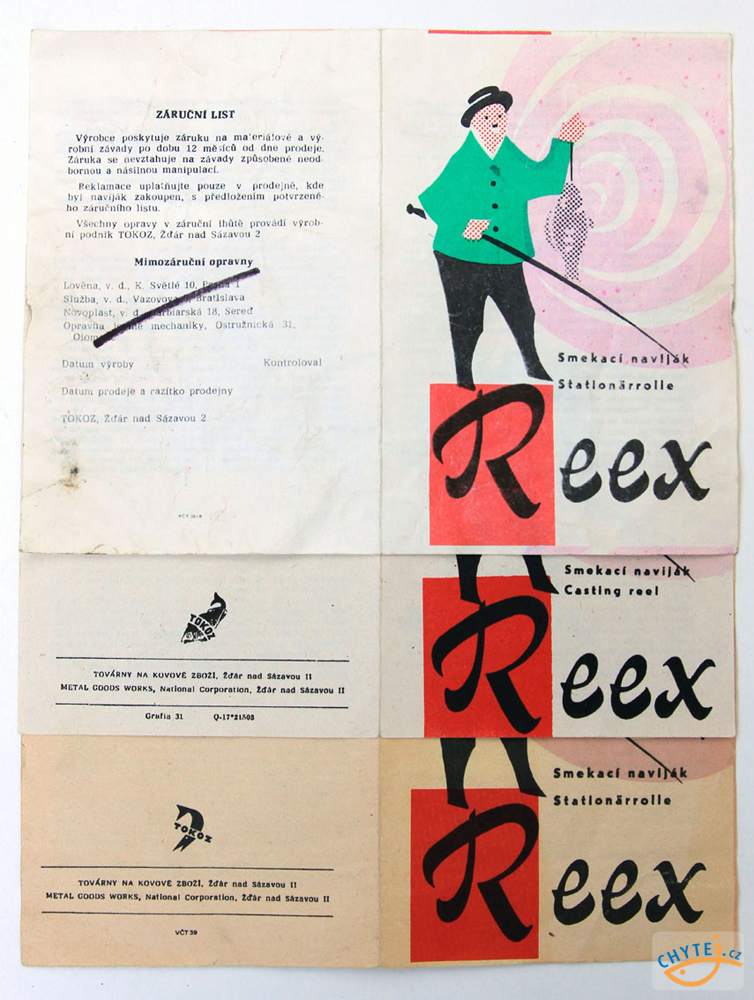 ZÁRUČNÍ LIST
Výrobce poskytuje záruku na materiálové a vý-
robní závady po dobu 12 měsíců od dne prodeje.
Záruka se nevztahuje na závady způsobené neod-
bornou a násilnou manipulací.
Reklamace uplatňujte pouze v prodejně, kde
byl naviják zakoupen, s předložením potvrzené-
ho záručního listu.
Všechny opravy v záruční lhůtě provádí výrob-
ní podnik TOKOZ, Žďár nad Sázavou 2
Mimozáruční opravny
Lověna, v. d., K. Světlé 10, Praha 1
Služba, v. d., Vazovova Bratislava
Novoplast, v. d. 18, Sereď
Opravna mechaniky, Ostružnická 31,
Olom
Datum výroby Kontroloval
Datum prodeje a razítko prodejny
TOKOZ, Žďár nad Sázavou 2
Smekací naviják
Stationärrolle
Reex
TOKOZ
TOVÁRNY NA KOVOVÉ ZBOŽÍ, Žďár nad Sázavou II
METAL GOODS WORKS, National Corporation, Žďár nad Sázavou II
Grafia 31 Q-17*21508
Smekací naviják
Casting reel
Reex
TOKOZ
TOVÁRNY NA KOVOVÉ ZBOŽÍ, Žďár nad Sázavou II
METAL GOODS WORKS, National Corporation, Žďár nad Sázavou II
VČT 39
Smekací naviják
Stationärrolle
Reex
CHYTEJ.CZ